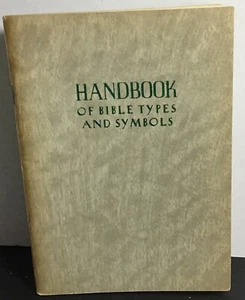 HANDBOOK
OF BIBLE TYPES
AND SYMBOLS